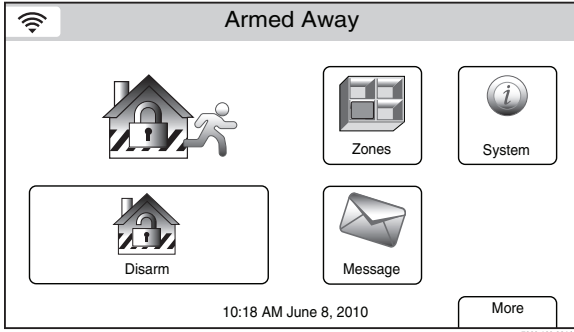 Armed Away
Zones
System
Disarm
Message
10:18 AM June 8, 2010
More